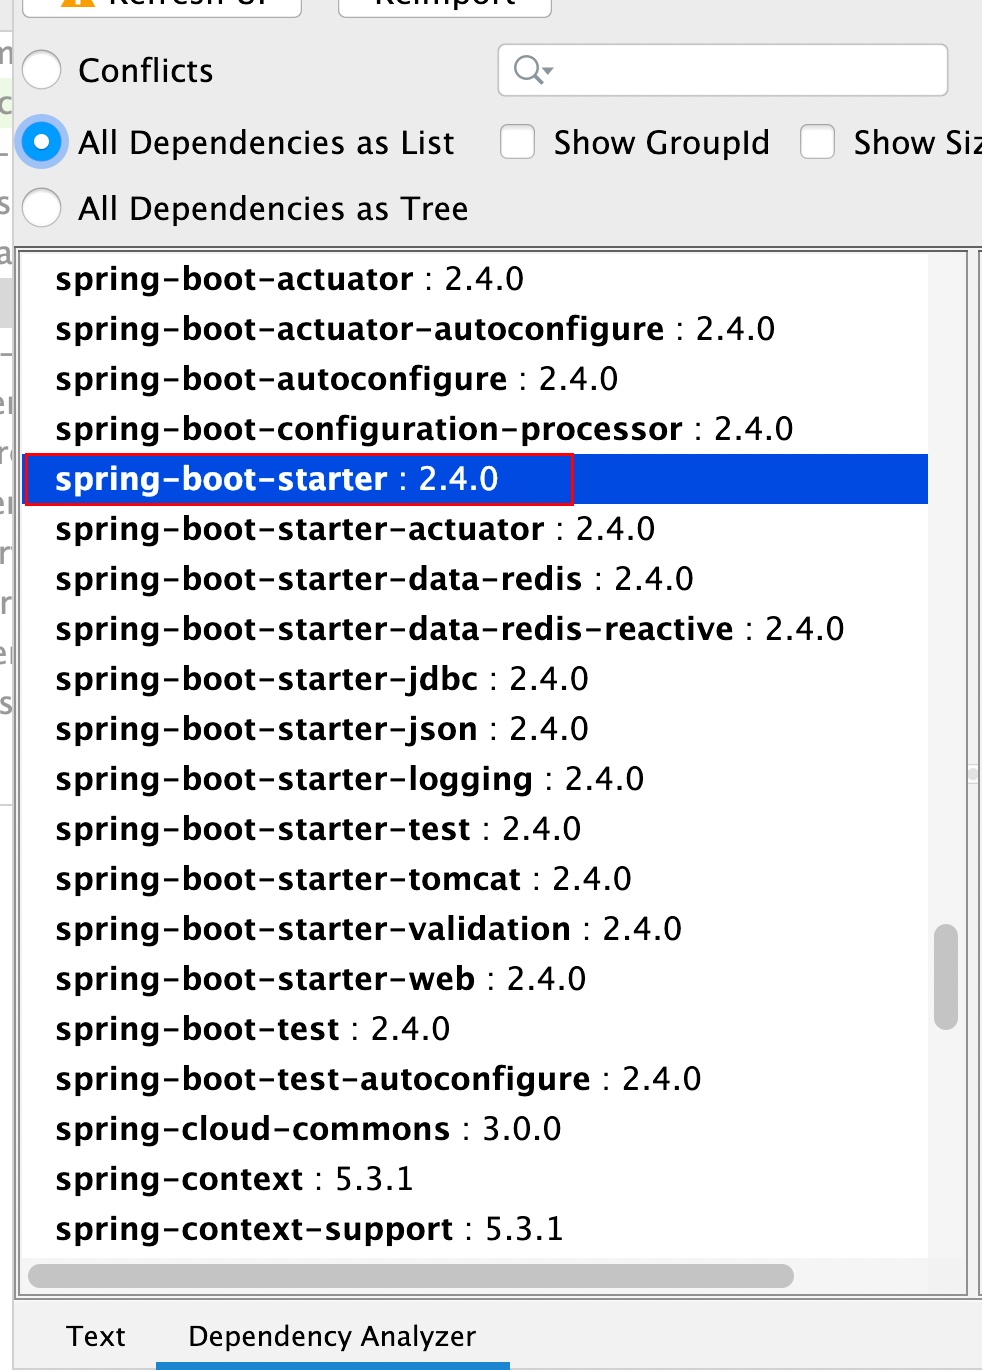 Refresh UI
Reimport
Conflicts
All Dependencies as List
Show GroupId
Show
All Dependencies as Tree
spring-boot-actuator : 2.4.0
spring-boot-actuator-autoconfigure : 2.4.0
spring-boot-autoconfigure : 2.4.0
spring-boot-configuration-processor : 2.4.0
spring-boot-starter : 2.4.0
spring-boot-starter-actuator : 2.4.0
spring-boot-starter-data-redis : 2.4.0
spring-boot-starter-data-redis-reactive : 2.4.0
spring-boot-starter-jdbc : 2.4.0
spring-boot-starter-json : 2.4.0
spring-boot-starter-logging : 2.4.0
spring-boot-starter-test : 2.4.0
spring-boot-starter-tomcat : 2.4.0
spring-boot-starter-validation : 2.4.0
spring-boot-starter-web : 2.4.0
spring-boot-test : 2.4.0
spring-boot-test-autoconfigure : 2.4.0
spring-cloud-commons : 3.0.0
spring-context : 5.3.1
spring-context-support : 5.3.1
Text
Dependency Analyzer